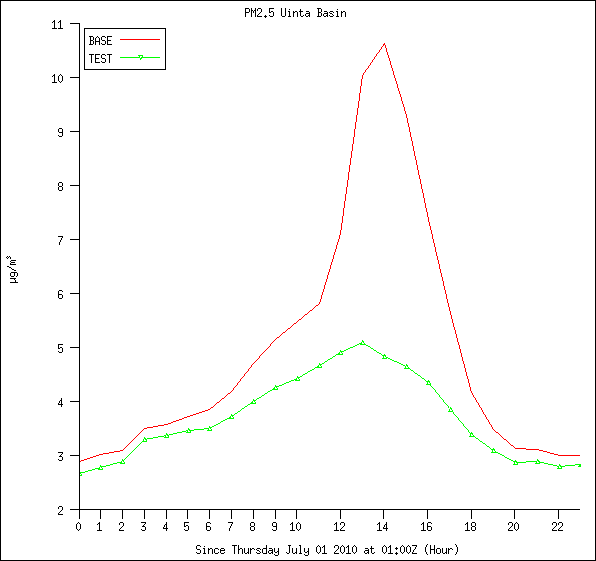 PM2.5 Uinta Basin
BASE
TEST
11
10
9
8
7
6
5
4
3
2
µg/m³
0 1 2 3 4 5 6 7 8 9 10 12 14 16 18 20 22
Since Thursday July 01 2010 at 01:00Z (Hour)